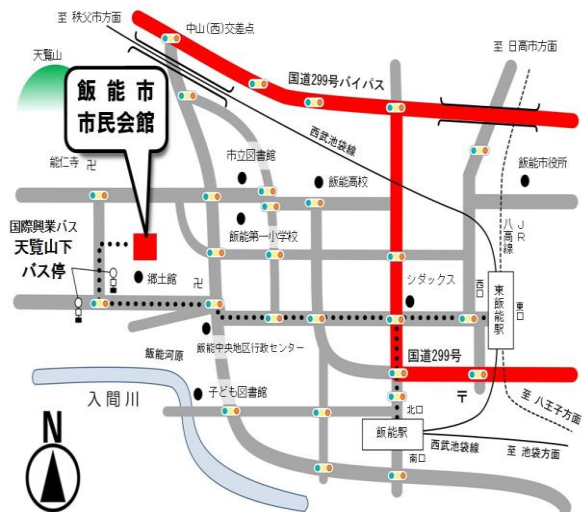 至 秩父市方面
中山(西)交差点
至 日高市方面
天覧山
国道299号バイパス
飯能市
市民会館
西武池袋線
能仁寺 卍
市立図書館
飯能高校
飯能市役所
国際興業バス
天覧山下
バス停
飯能第一小学校
JR
八高線
郷土館
卍
シダックス
西口
東飯能駅
東口
飯能河原
飯能中央地区行政センター
国道299号
入間川
子ども図書館
〒
至 八王子方面
北口
飯能駅
南口
西武池袋線
至 池袋方面
N